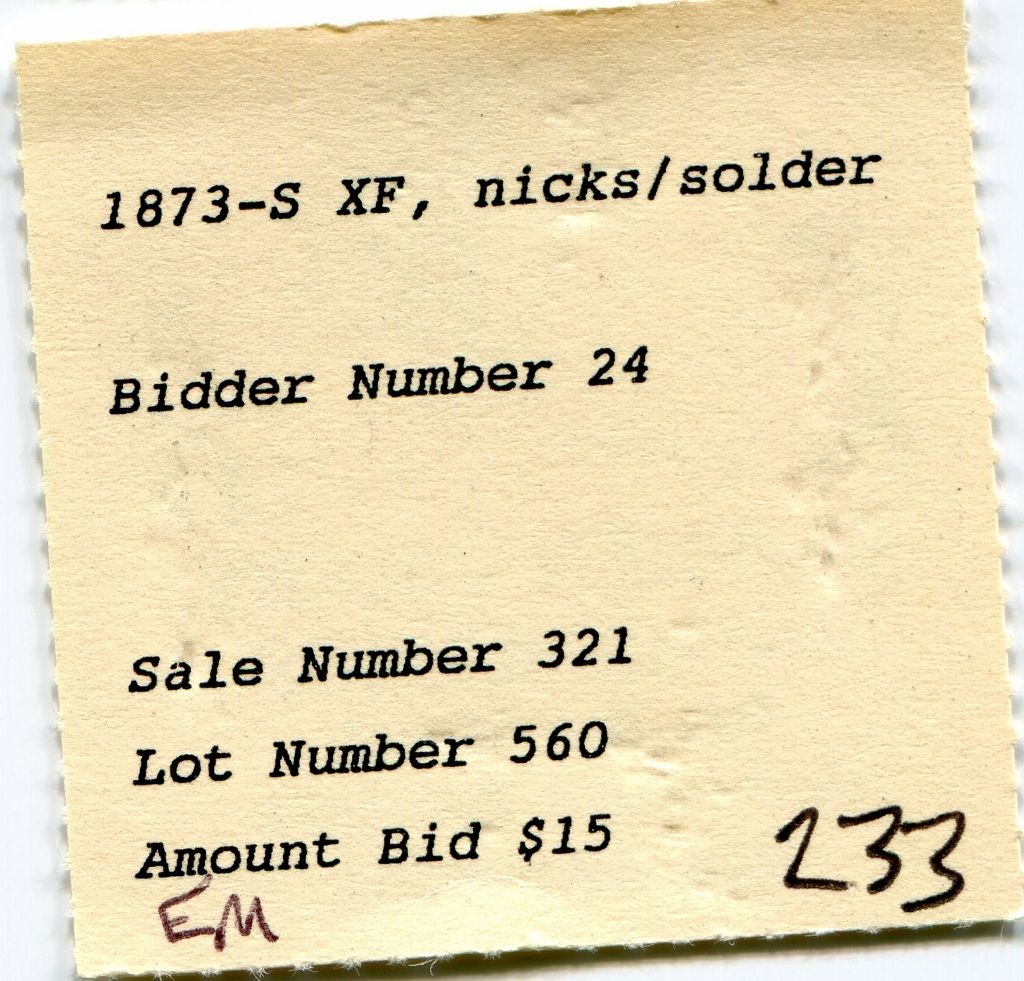 1873-S XF, nicks/solder
Bidder Number 24
Sale Number 321
Lot Number 560
Amount Bid $15
EM
233